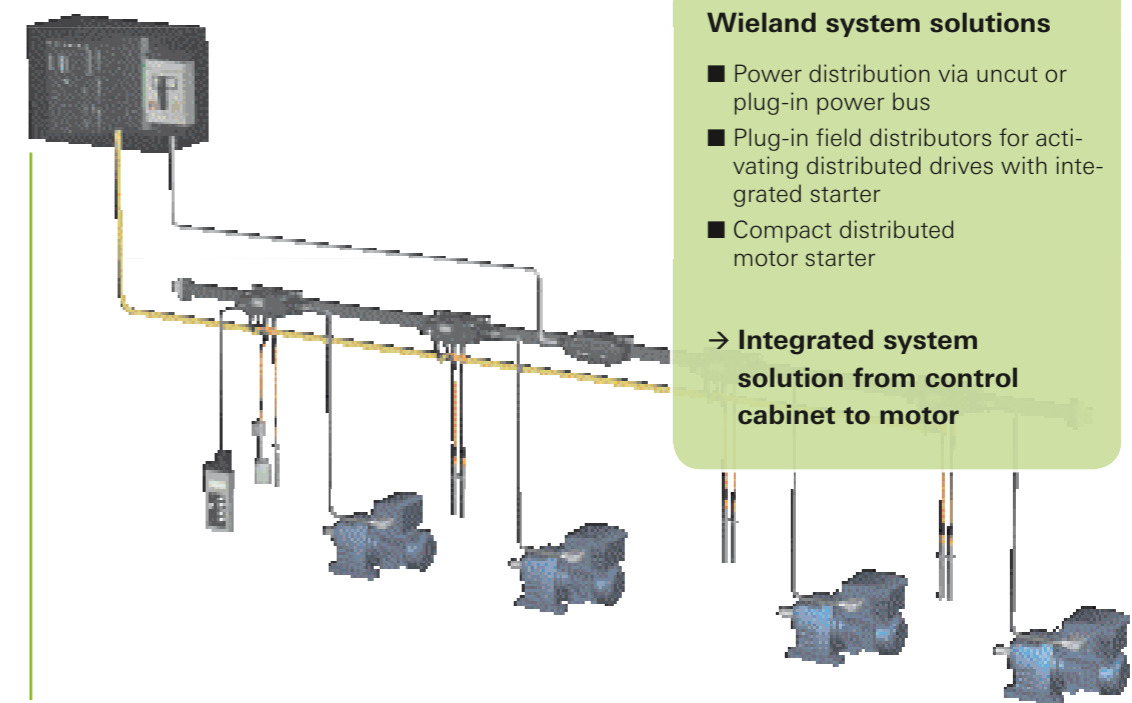 Wieland system solutions
■ Power distribution via uncut or
plug-in power bus
■ Plug-in field distributors for acti-
vating distributed drives with inte-
grated starter
■ Compact distributed
motor starter
→ Integrated system
solution from control
cabinet to motor